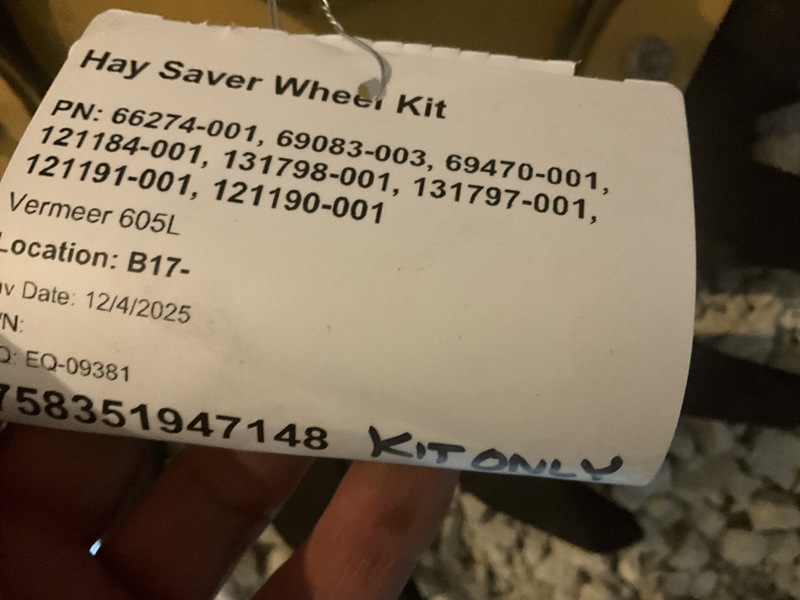 Hay Saver Wheel Kit
PN: 66274-001, 69083-003, 69470-001,
121184-001, 131798-001, 131797-001,
121191-001, 121190-001
Vermeer 605L
Location: B17-
Date: 12/4/2025
EQ-09381
758351947148 KIT ONLY